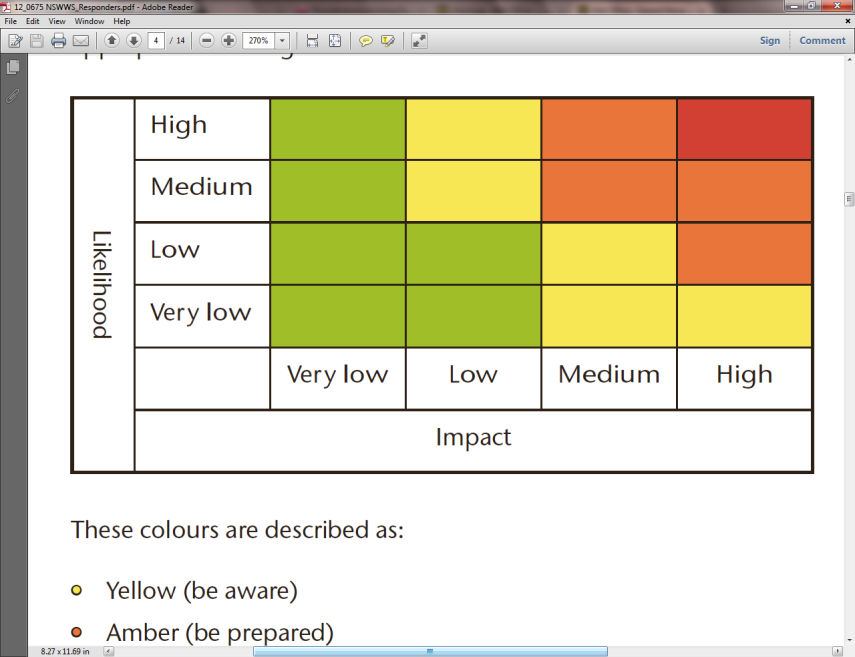 12_0675 NSWWS_Responders.pdf - Adobe Reader
File Edit View Window Help
4 / 14 270% Sign Comment
Likelihood
High
Medium
Low
Very low
Very low Low Medium High
Impact
These colours are described as:
Yellow (be aware)
Amber (be prepared)
8.27 x 11.69 in